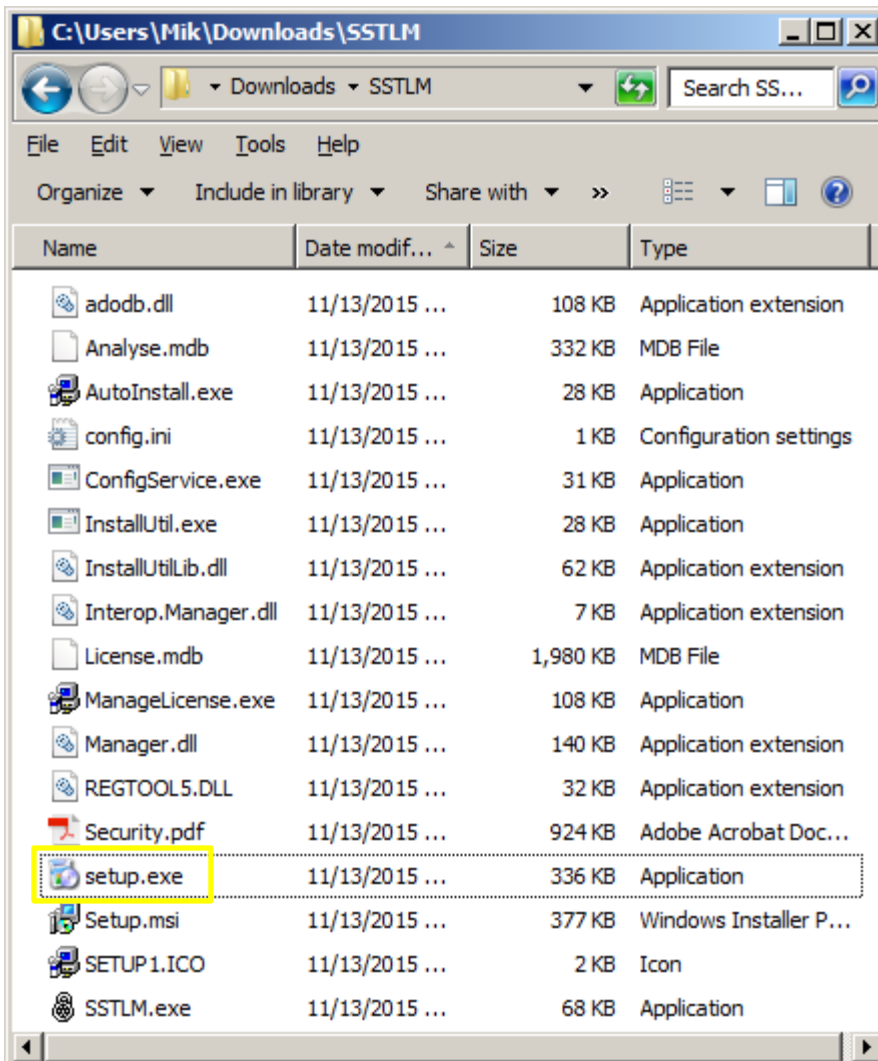 C:\Users\Mik\Downloads\SSTLM
Downloads SSTLM Search SS...
File Edit View Tools Help
Organize Include in library Share with »
Name Date modif... Size Type
adodb.dll 11/13/2015 ... 108 KB Application extension
Analyse.mdb 11/13/2015 ... 332 KB MDB File
AutoInstall.exe 11/13/2015 ... 28 KB Application
config.ini 11/13/2015 ... 1 KB Configuration settings
ConfigService.exe 11/13/2015 ... 31 KB Application
InstallUtil.exe 11/13/2015 ... 28 KB Application
InstallUtilLib.dll 11/13/2015 ... 62 KB Application extension
Interop.Manager.dll 11/13/2015 ... 7 KB Application extension
License.mdb 11/13/2015 ... 1,980 KB MDB File
ManageLicense.exe 11/13/2015 ... 108 KB Application
Manager.dll 11/13/2015 ... 140 KB Application extension
REGTOOL5.DLL 11/13/2015 ... 32 KB Application extension
Security.pdf 11/13/2015 ... 924 KB Adobe Acrobat Doc...
setup.exe 11/13/2015 ... 336 KB Application
Setup.msi 11/13/2015 ... 377 KB Windows Installer P...
SETUP1.ICO 11/13/2015 ... 2 KB Icon
SSTLM.exe 11/13/2015 ... 68 KB Application